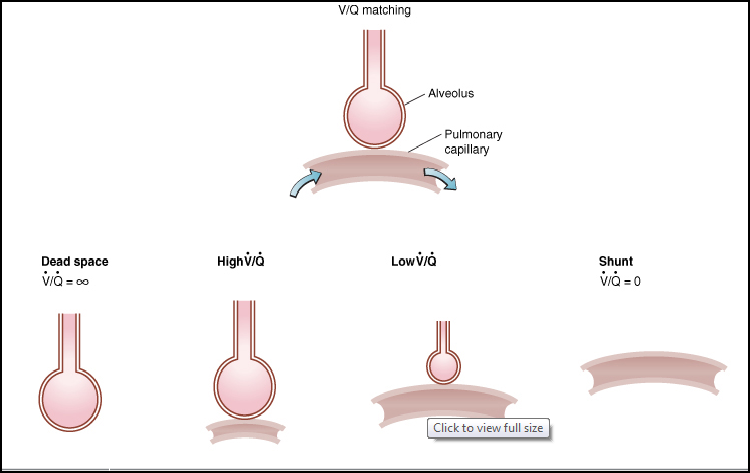 V/Q matching
Alveolus
Pulmonary
capillary
Dead space
V̇/Q̇ = ∞
High V̇/Q̇
Low V̇/Q̇
Shunt
V̇/Q̇ = 0
Click to view full size